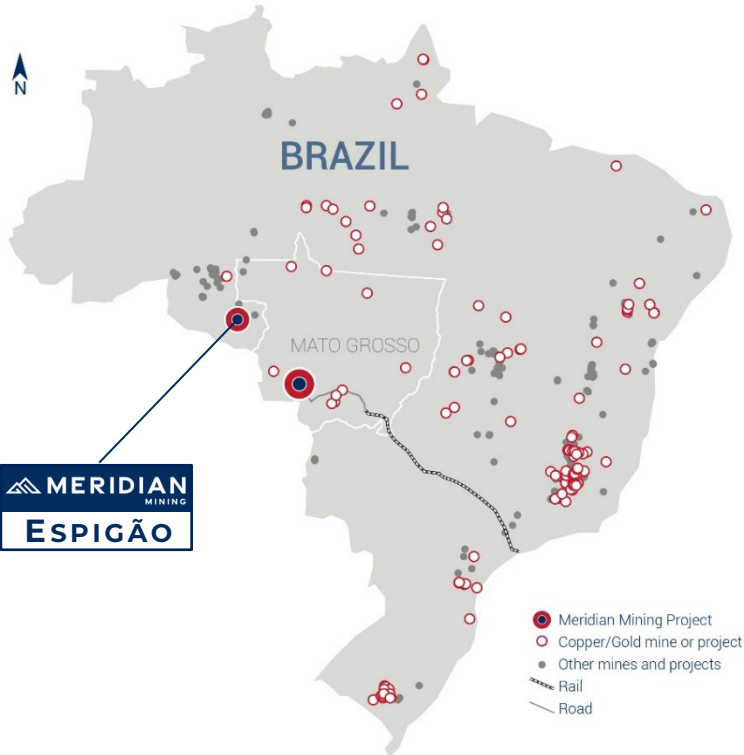 N
BRAZIL
MATO GROSSO
MERIDIAN
MINING
ESPIGÃO
Meridian Mining Project
Copper/Gold mine or project
Other mines and projects
Rail
Road